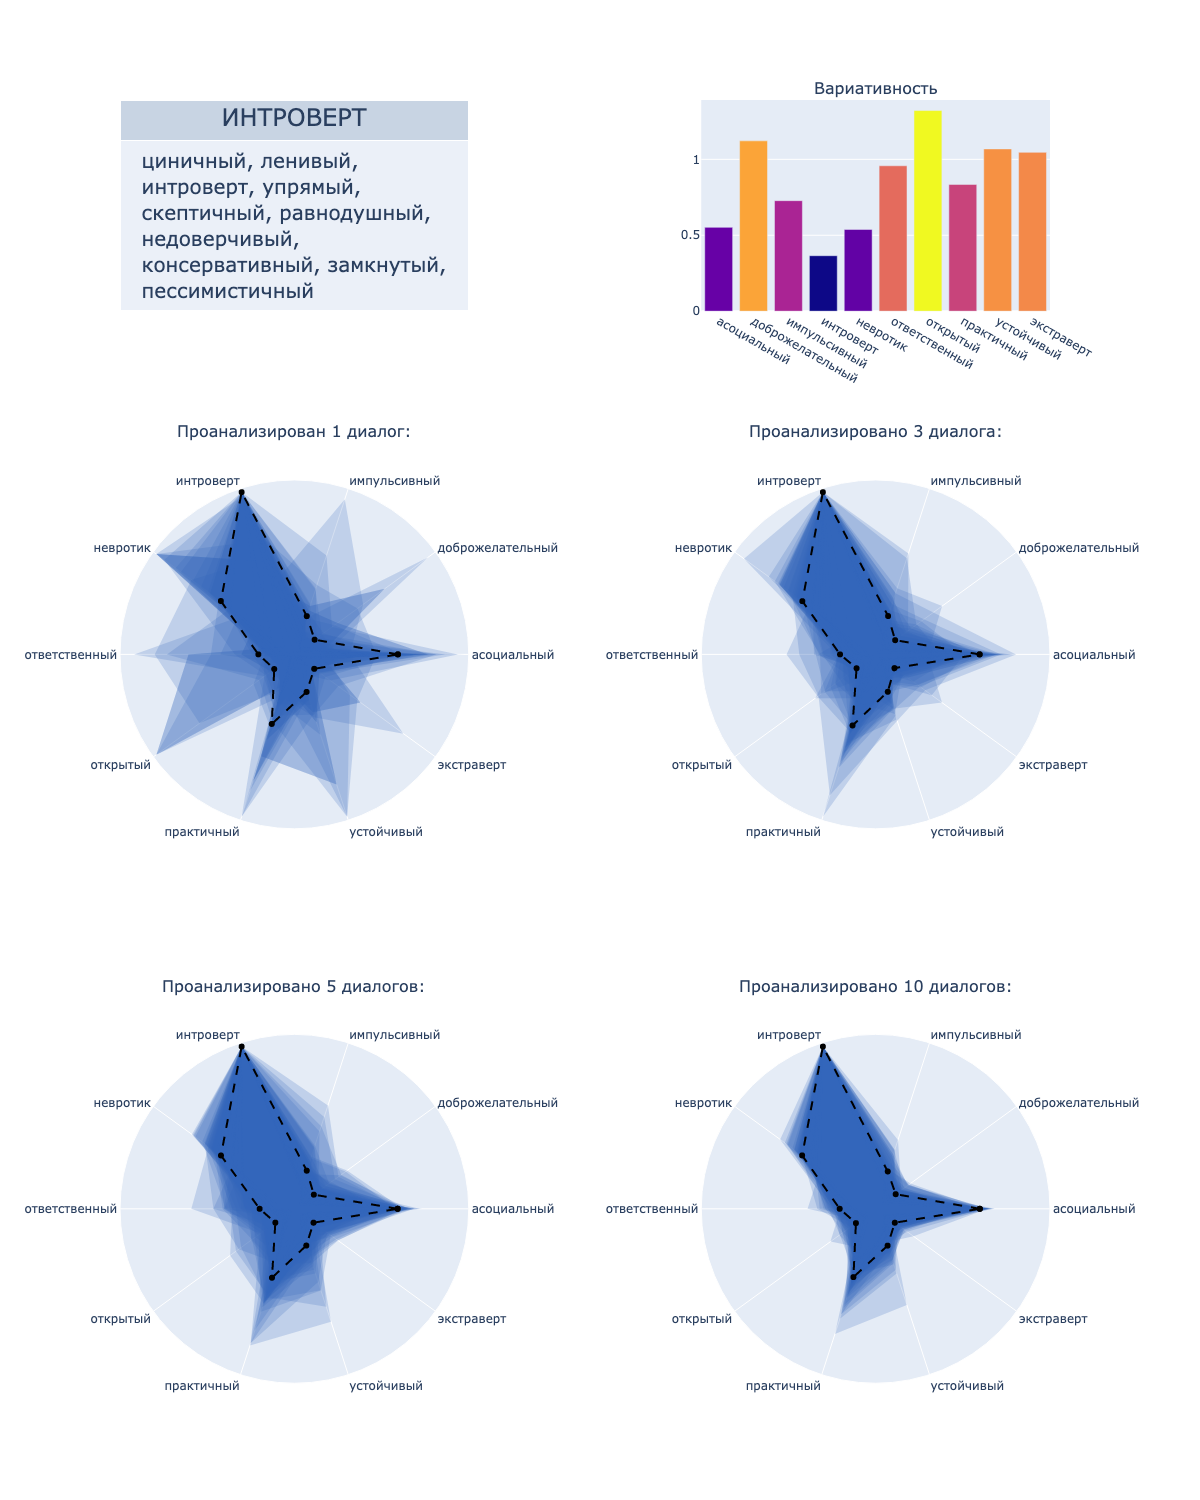 ИНТРОВЕРТ
циничный, ленивый,
интроверт, упрямый,
скептичный, равнодушный,
недоверчивый,
консервативный, замкнутый,
пессимистичный
Вариативность
1
0.5
0
асоциальный
доброжелательный
импульсивный
интроверт
невротик
ответственный
открытый
практичный
устойчивый
экстраверт
Проанализирован 1 диалог:
интроверт
импульсивный
невротик
доброжелательный
ответственный
асоциальный
открытый
экстраверт
практичный
устойчивый
Проанализировано 3 диалога:
интроверт
импульсивный
невротик
доброжелательный
ответственный
асоциальный
открытый
экстраверт
практичный
устойчивый
Проанализировано 5 диалогов:
интроверт
импульсивный
невротик
доброжелательный
ответственный
асоциальный
открытый
экстраверт
практичный
устойчивый
Проанализировано 10 диалогов:
интроверт
импульсивный
невротик
доброжелательный
ответственный
асоциальный
открытый
экстраверт
практичный
устойчивый